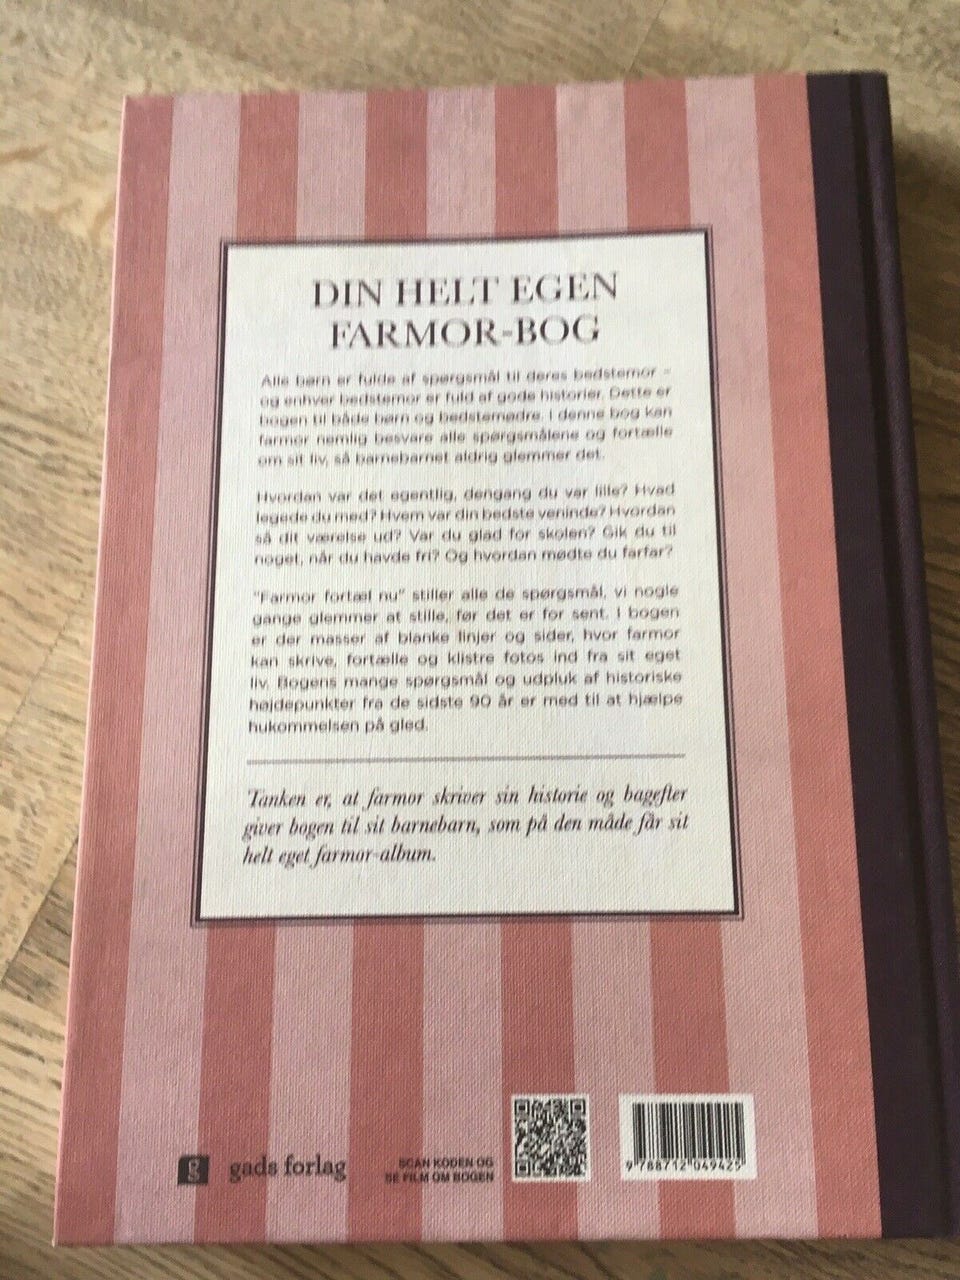 DIN HELT EGEN
FARMOR-BOG
Alle børn er fulde af spørgsmål til deres bedstemor –
og enhver bedstemor er fuld af gode historier. Dette er
bogen til både børn og bedstemødre. I denne bog kan
farmor nemlig besvare alle spørgsmålene og fortælle
om sit liv, så barnebarnet aldrig glemmer det.
Hvordan var det egentlig, dengang du var lille? Hvad
legede du med? Hvem var din bedste veninde? Hvordan
så dit værelse ud? Var du glad for skolen? Gik du til
noget, når du havde fri? Og hvordan mødte du farfar?
"Farmor fortæl nu" stiller alle de spørgsmål, vi nogle
gange glemmer at stille, før det er for sent. I bogen
er der masser af blanke linjer og sider, hvor farmor
kan skrive, fortælle og klistre fotos ind fra sit eget
liv. Bogens mange spørgsmål og udpluk af historiske
højdepunkter fra de sidste 90 år er med til at hjælpe
hukommelsen på gled.
Tanken er, at farmor skriver sin historie og bagefter
giver bogen til sit barnebarn, som på den måde får sit
helt eget farmor-album.
g gads forlag
SCAN KODEN OG
SE FILM OM BOGEN
9 788712 049425